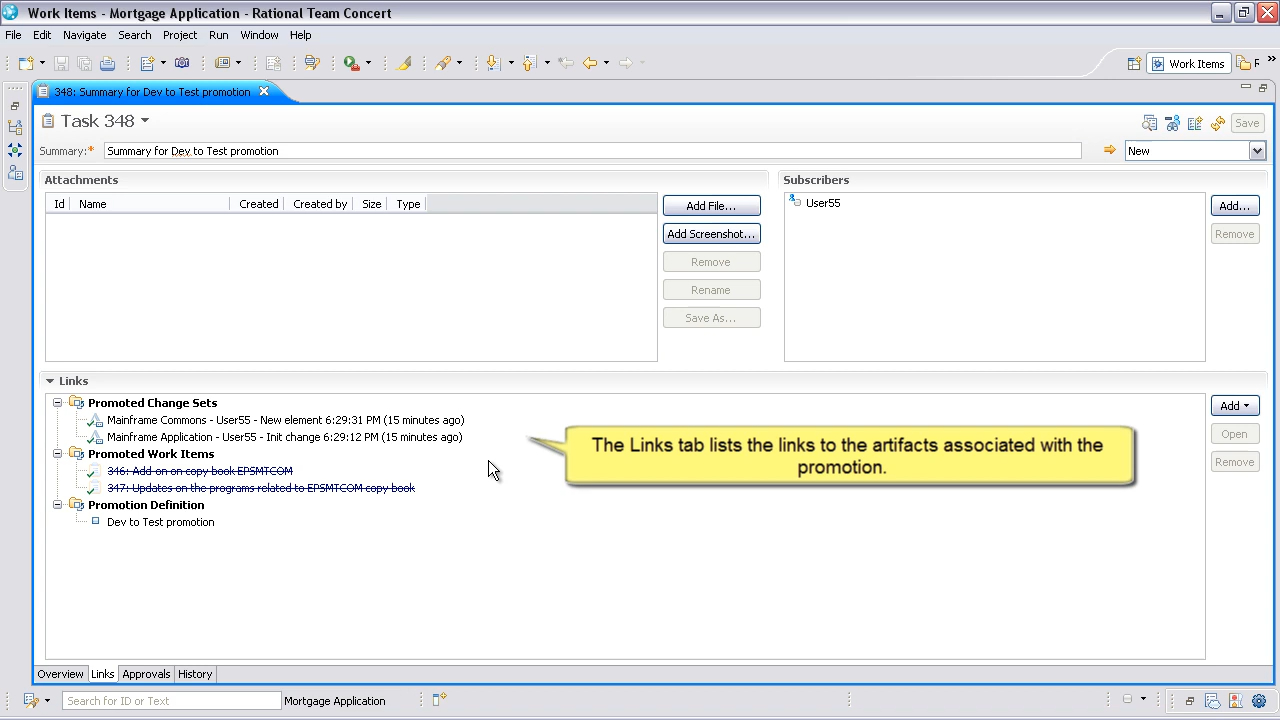 Work Items - Mortgage Application - Rational Team Concert
File Edit Navigate Search Project Run Window Help
Work Items F
348: Summary for Dev to Test promotion
Task 348
Save
Summary:* Summary for Dev to Test promotion New
Attachments Subscribers
Id Name Created Created by Size Type
Add File...
Add Screenshot...
Remove
Rename
Save As...
User55
Add...
Remove
Links
Promoted Change Sets
Mainframe Commons - User55 - New element 6:29:31 PM (15 minutes ago)
Mainframe Application - User55 - Init change 6:29:12 PM (15 minutes ago)
Promoted Work Items
346: Add on on copy book EPSMTCOM
347: Updates on the programs related to EPSMTCOM copy book
Promotion Definition
Dev to Test promotion
The Links tab lists the links to the artifacts associated with the
promotion.
Add
Open
Remove
Overview Links Approvals History
Search for ID or Text Mortgage Application